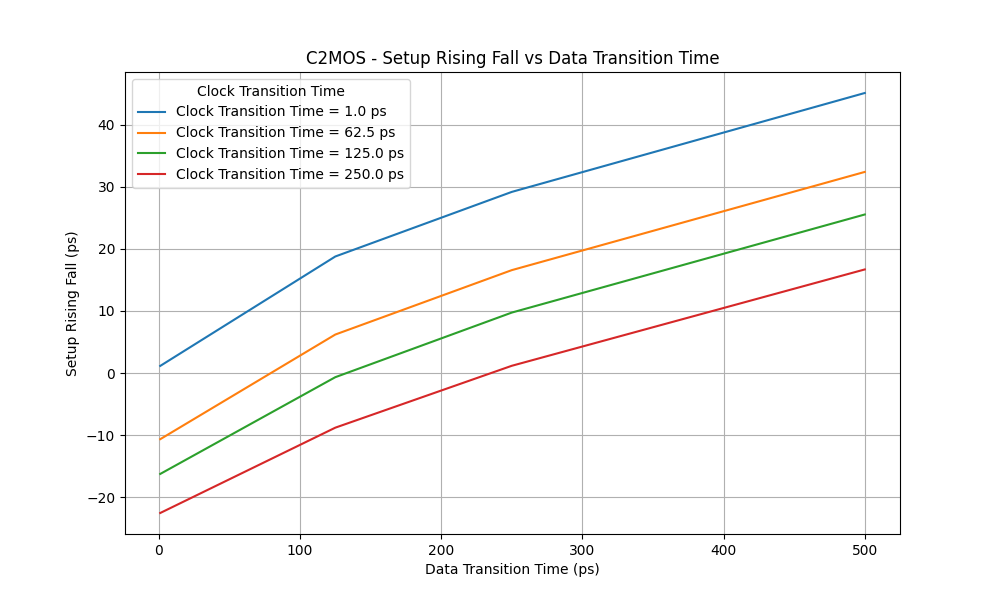 C2MOS - Setup Rising Fall vs Data Transition Time
Clock Transition Time
Clock Transition Time = 1.0 ps
Clock Transition Time = 62.5 ps
Clock Transition Time = 125.0 ps
Clock Transition Time = 250.0 ps
Setup Rising Fall (ps)
40
30
20
10
0
−10
−20
0 100 200 300 400 500
Data Transition Time (ps)